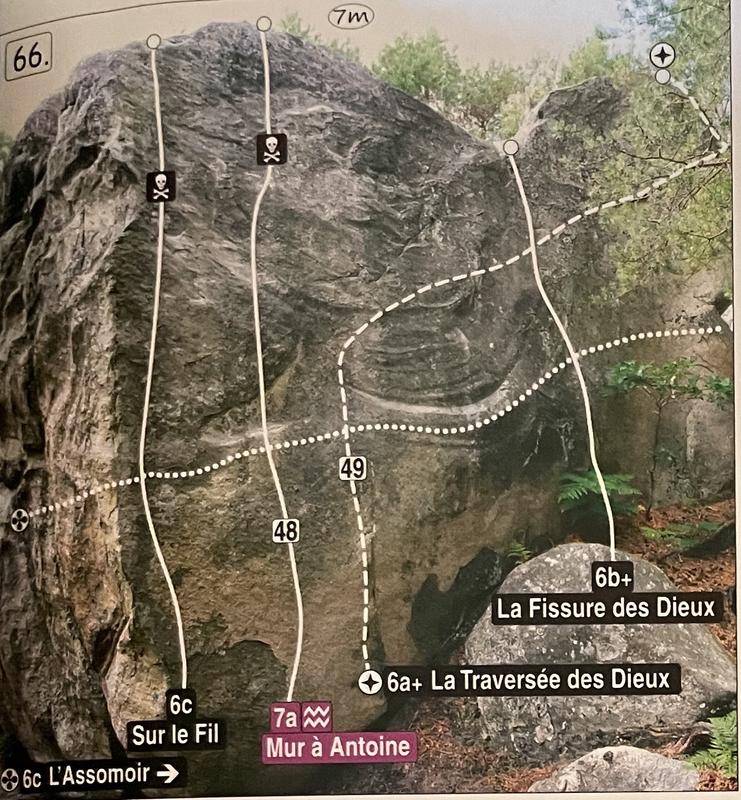 7m
66.
49
48
6b+
La Fissure des Dieux
6a+ La Traversée des Dieux
6c
Sur le Fil
7a
Mur à Antoine
6c L'Assomoir →